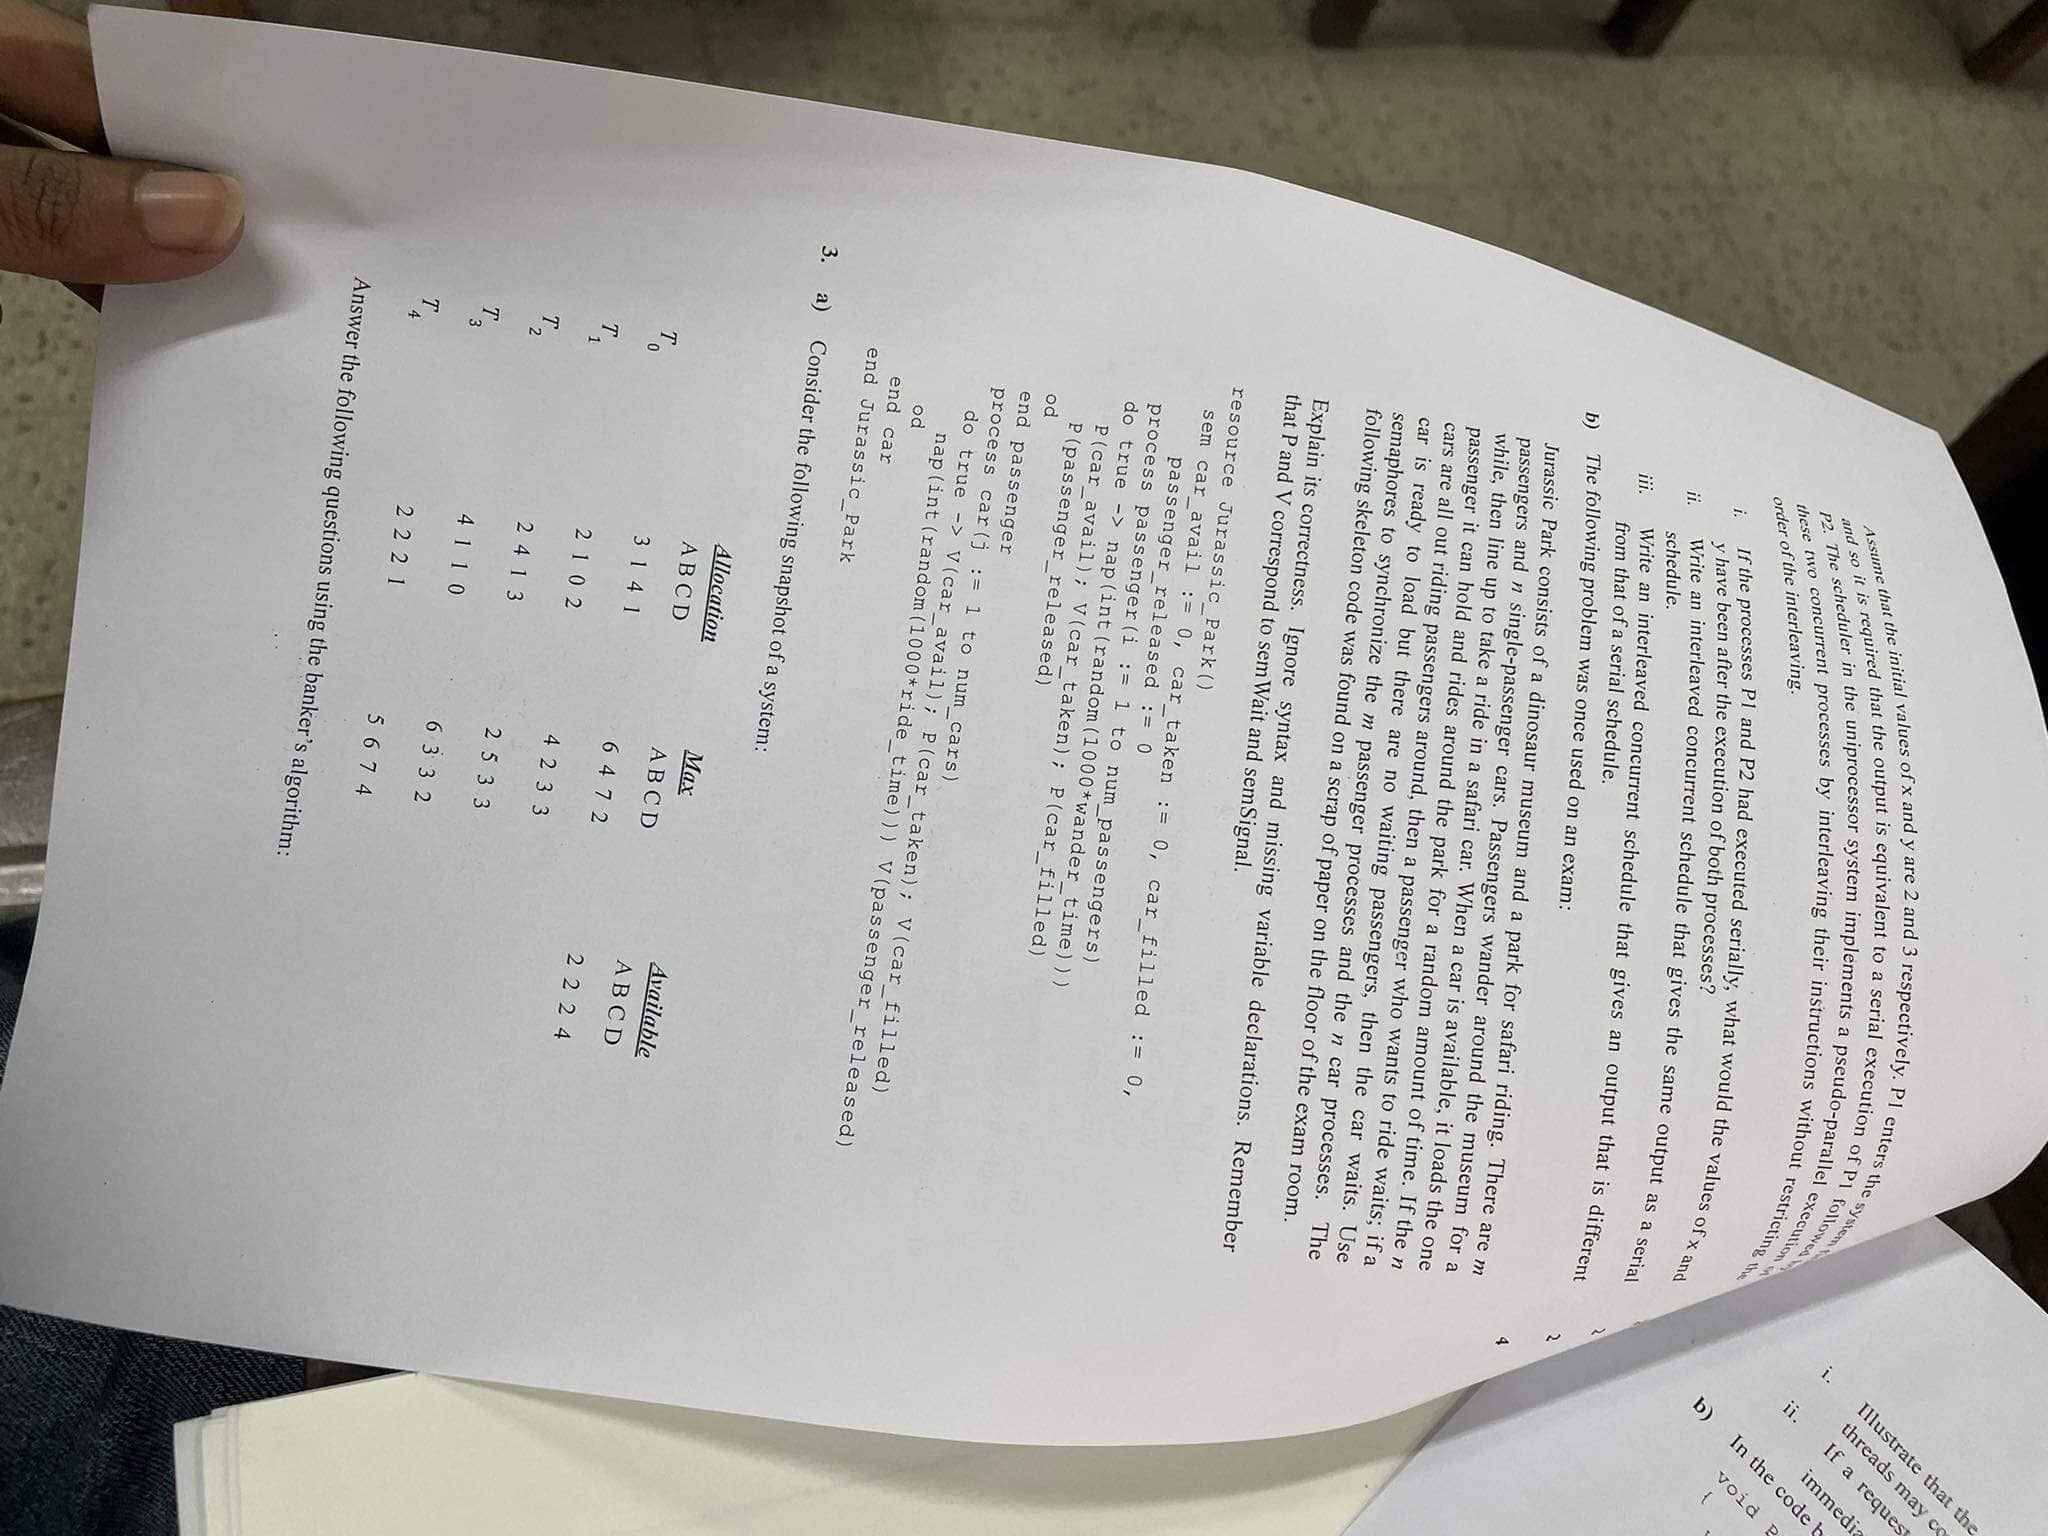 Assume that the initial values of x and y are 2 and 3 respectively. P1 enters the system
and so it is required that the output is equivalent to a serial execution of P1 followed
P2. The scheduler in the uniprocessor system implements a pseudo-parallel execution
these two concurrent processes by interleaving their instructions without restricting the
order of the interleaving.
i. If the processes P1 and P2 had executed serially, what would the values of x and
y have been after the execution of both processes?
ii. Write an interleaved concurrent schedule that gives the same output as a serial
schedule.
iii. Write an interleaved concurrent schedule that gives an output that is different
from that of a serial schedule.
b) The following problem was once used on an exam:
Jurassic Park consists of a dinosaur museum and a park for safari riding. There are m
passengers and n single-passenger cars. Passengers wander around the museum for a
while, then line up to take a ride in a safari car. When a car is available, it loads the one
passenger it can hold and rides around the park for a random amount of time. If the n
cars are all out riding passengers around, then a passenger who wants to ride waits; if a
car is ready to load but there are no waiting passengers, then the car waits. Use
semaphores to synchronize the m passenger processes and the n car processes. The
following skeleton code was found on a scrap of paper on the floor of the exam room.
Explain its correctness. Ignore syntax and missing variable declarations. Remember
that P and V correspond to semWait and semSignal.
resource Jurassic_Park()
sem car_avail := 0, car_taken := 0, car_filled := 0,
passenger_released := 0
process passenger(i := 1 to num_passengers)
do true -> nap(int(random(1000*wander_time)))
P(car_avail); V(car_taken); P(car_filled)
P(passenger_released)
od
end passenger
process car(j := 1 to num_cars)
do true -> V(car_avail); P(car_taken); V(car_filled)
nap(int(random(1000*ride_time))) V(passenger_released)
od
end car
end Jurassic_Park
2
2
4
3. a) Consider the following snapshot of a system:
Allocation Max Available
A B C D A B C D A B C D
T0 3 1 4 1 6 4 7 2 2 2 2 4
T1 2 1 0 2 4 2 3 3
T2 2 4 1 3 2 5 3 3
T3 4 1 1 0 6 3 3 2
T4 2 2 2 1 5 6 7 4
Answer the following questions using the banker's algorithm:
i. Illustrate that the
threads may
ii. If a request
b) In the code
void
{